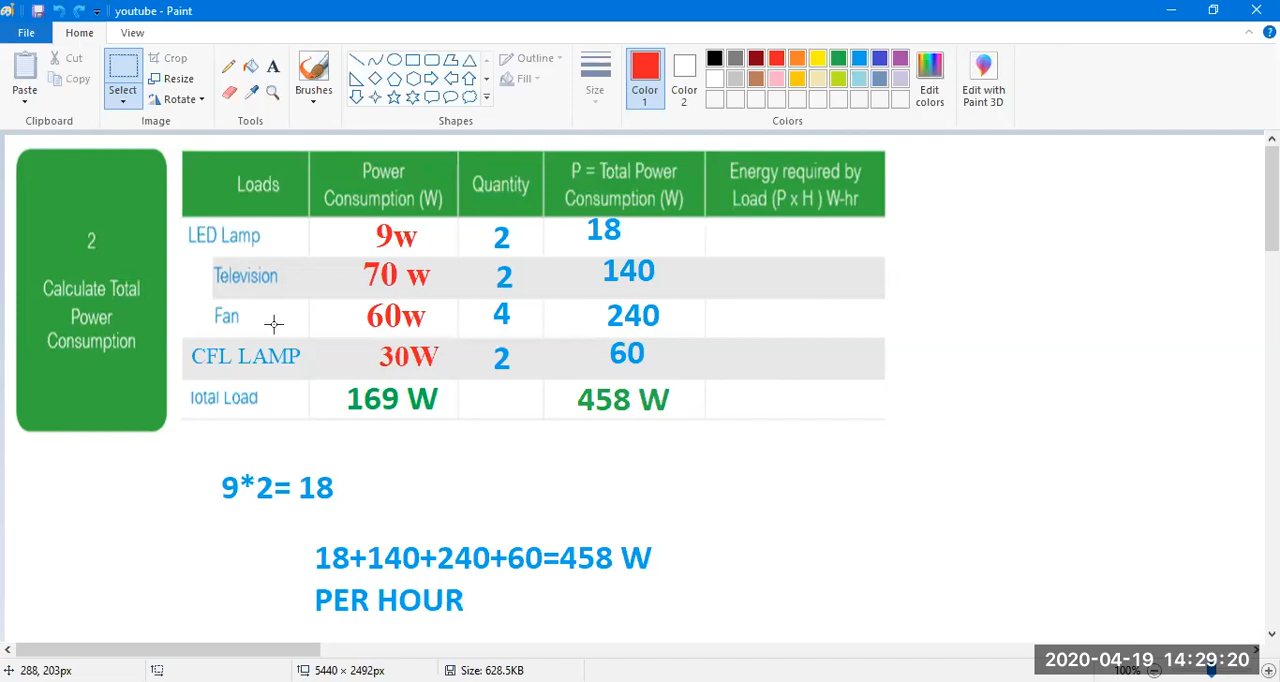 youtube - Paint
File
Home
View
Paste
Cut
Copy
Clipboard
Select
Crop
Resize
Rotate
Image
Tools
Brushes
Outline
Fill
Shapes
Size
Color 1
Color 2
Edit colors
Colors
Edit with Paint 3D
2
Calculate Total
Power
Consumption
Loads
Power
Consumption (W)
Quantity
P = Total Power
Consumption (W)
Energy required by
Load (P x H ) W-hr
LED Lamp 9w 2 18
Television 70 w 2 140
Fan 60w 4 240
CFL LAMP 30W 2 60
Total Load 169 W 458 W
9*2= 18
18+140+240+60=458 W
PER HOUR
288, 203px
5440 × 2492px
Size: 628.5KB
100%
2020-04-19 14:29:20